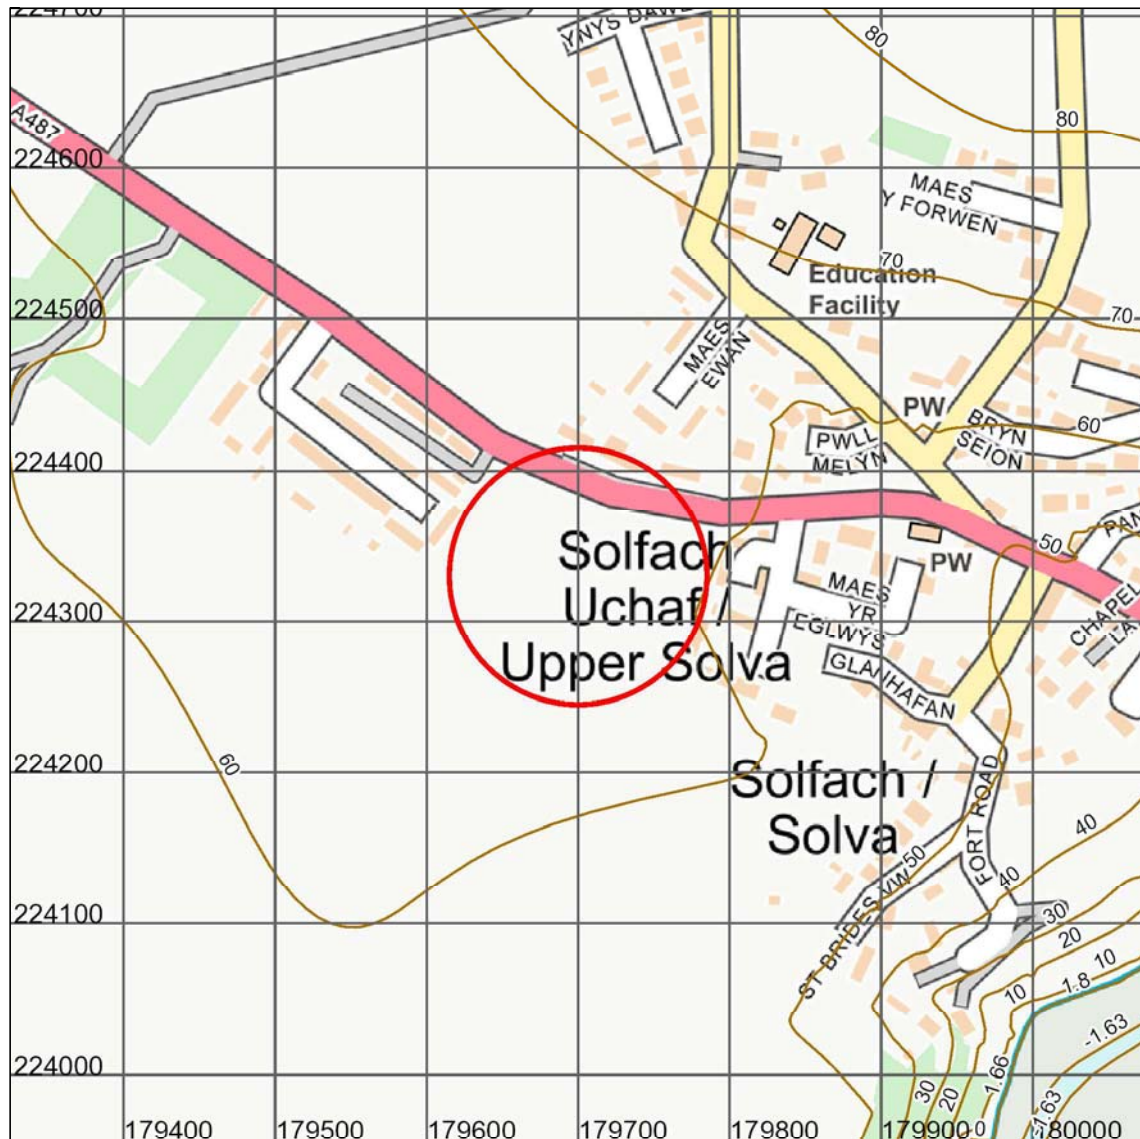 224700
YNYS DAWE
80
A487
80
224600
MAES
Y FORWEN
70
Education
Facility
224500
70
MAES
EWAN
PW
BRYN
SEION
60
PWLL
MELYN
224400
50
Solfach
Uchaf /
Upper Solva
PW
MAES
YR
EGLWYS
CHAPEL
224300
GLANHAFAN
60
224200
Solfach /
Solva
FORT ROAD
40
50
ST BRIDES VW
40
224100
30
20
10
1.8
10
-1.63
224000
1.66
30
20
-1.63
179400
179500
179600
179700
179800
179900
180000